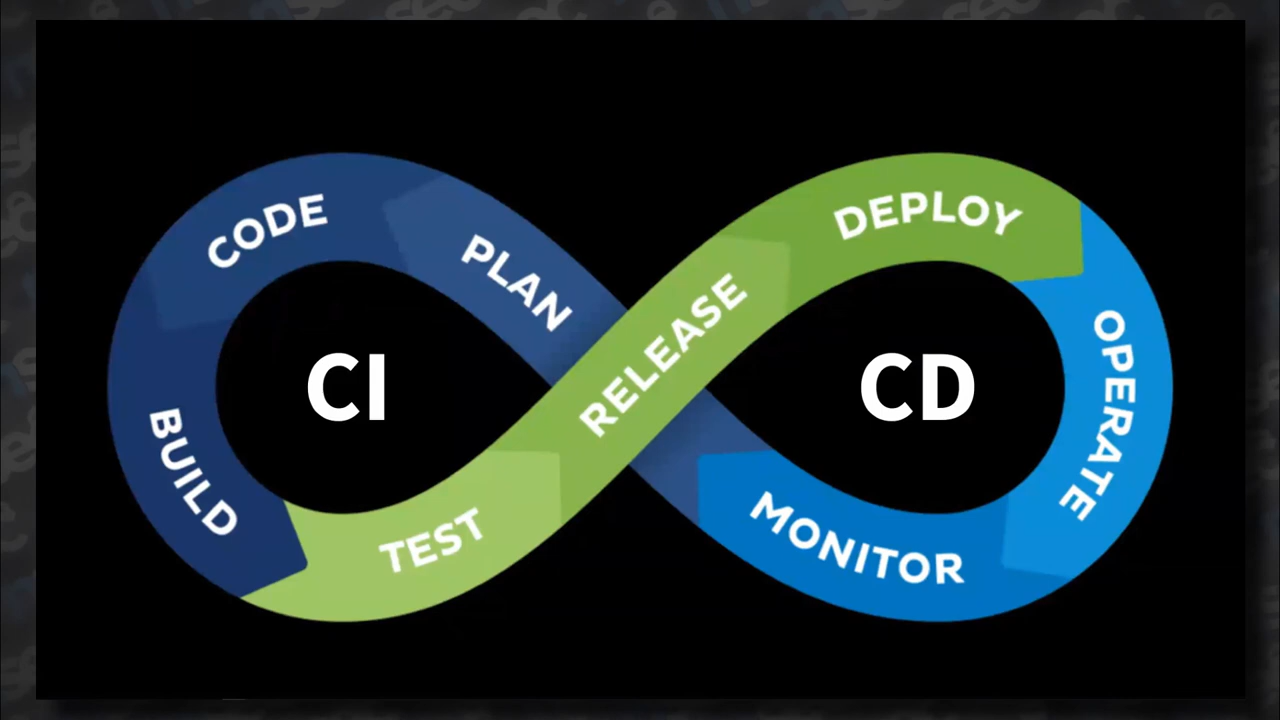 CODE
PLAN
DEPLOY
RELEASE
CI
CD
OPERATE
BUILD
TEST
MONITOR